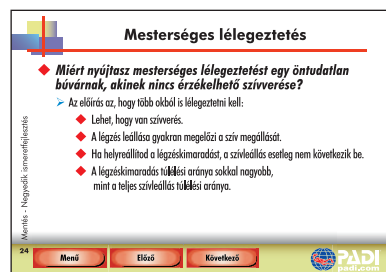 Mesterséges lélegeztetés
Miért nyújtasz mesterséges lélegeztetést egy öntudatlan
búvárnak, akinek nincs érzékelhető szívverése?
Az előírás az, hogy több okból is lélegeztetni kell:
Lehet, hogy van szívverés.
A légzés leállása gyakran megelőzi a szív megállását.
Ha helyreállítod a légzéskimaradást, a szívleállás esetleg nem következik be.
A légzéskimaradás túlélési aránya sokkal nagyobb,
mint a teljes szívleállás túlélési aránya.
Mentés - Negyedik ismeretfejlesztés
24
Menü
Előző
Következő
PADI
padi.com